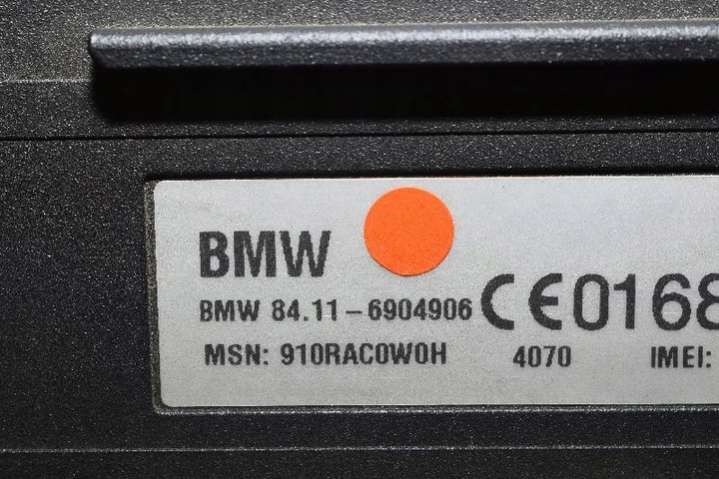 BMW
BMW 84.11-6904906 CE0168
MSN: 910RAC0W0H 4070 IMEI: